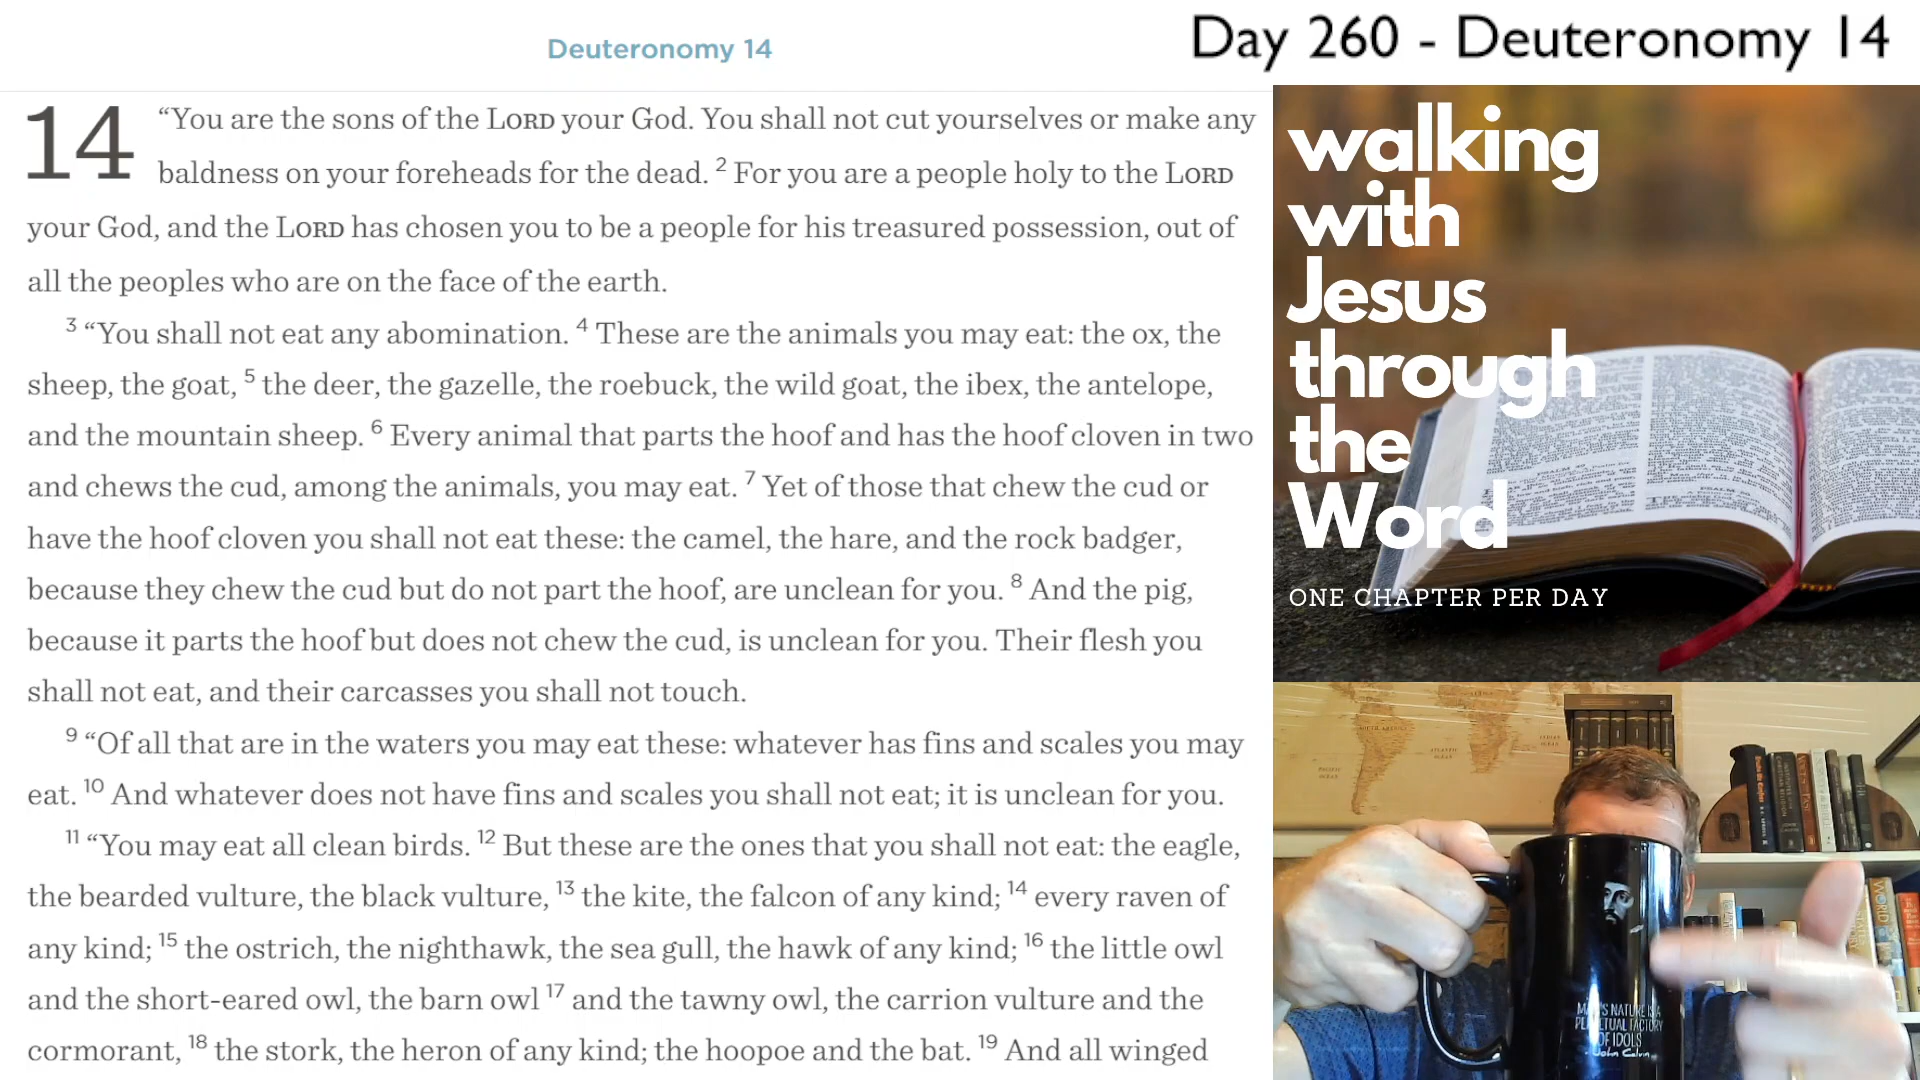 Deuteronomy 14
Day 260 - Deuteronomy 14
14 “You are the sons of the LORD your God. You shall not cut yourselves or make any
baldness on your foreheads for the dead. 2 For you are a people holy to the LORD
your God, and the LORD has chosen you to be a people for his treasured possession, out of
all the peoples who are on the face of the earth.
3 “You shall not eat any abomination. 4 These are the animals you may eat: the ox, the
sheep, the goat, 5 the deer, the gazelle, the roebuck, the wild goat, the ibex, the antelope,
and the mountain sheep. 6 Every animal that parts the hoof and has the hoof cloven in two
and chews the cud, among the animals, you may eat. 7 Yet of those that chew the cud or
have the hoof cloven you shall not eat these: the camel, the hare, and the rock badger,
because they chew the cud but do not part the hoof, are unclean for you. 8 And the pig,
because it parts the hoof but does not chew the cud, is unclean for you. Their flesh you
shall not eat, and their carcasses you shall not touch.
9 “Of all that are in the waters you may eat these: whatever has fins and scales you may
eat. 10 And whatever does not have fins and scales you shall not eat; it is unclean for you.
11 “You may eat all clean birds. 12 But these are the ones that you shall not eat: the eagle,
the bearded vulture, the black vulture, 13 the kite, the falcon of any kind; 14 every raven of
any kind; 15 the ostrich, the nighthawk, the sea gull, the hawk of any kind; 16 the little owl
and the short-eared owl, the barn owl 17 and the tawny owl, the carrion vulture and the
cormorant, 18 the stork, the heron of any kind; the hoopoe and the bat. 19 And all winged
walking
with
Jesus
through
the
Word
ONE CHAPTER PER DAY
SOUTH AMERICA
ATLANTIC
OCEAN
INDIAN
OCEAN
PACIFIC
OCEAN
MAN'S NATURE IS A
PERPETUAL FACTORY
OF IDOLS
- John Calvin
WORLD